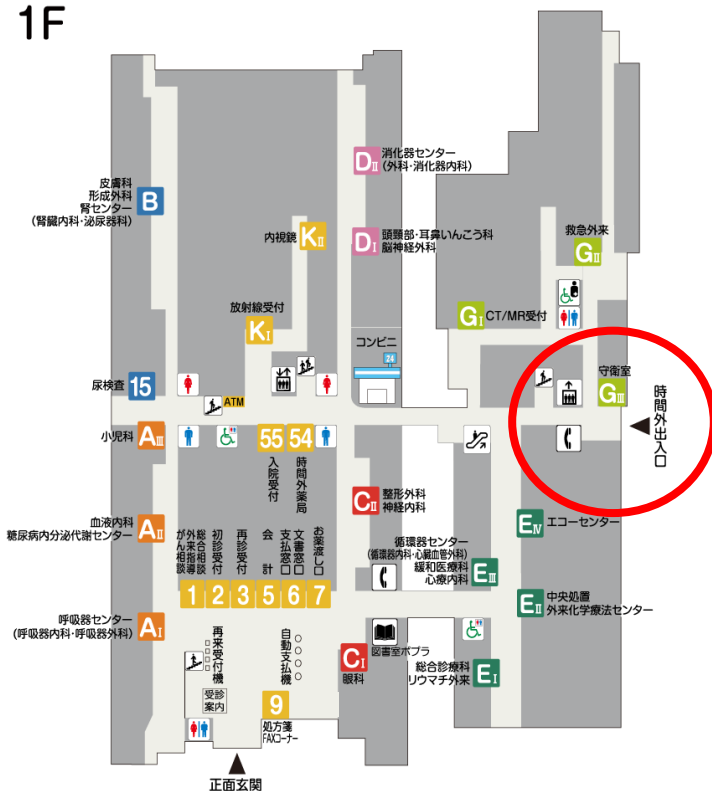 1F
消化器センター
(外科・消化器内科)
DII
皮膚科
形成外科
腎センター
(腎臓内科・泌尿器科)
B
内視鏡
KII
DI
頭頸部・耳鼻いんこう科
脳神経外科
救急外来
GII
放射線受付
KI
GI
CT/MR受付
コンビニ
24
尿検査
15
ATM
守衛室
GIII
時間外出入口
小児科
AIII
55
入院受付
54
時間外薬局
CII
整形外科
神経内科
血液内科
糖尿病内分泌代謝センター
AII
EIV
エコーセンター
循環器センター
(循環器内科・心臓血管外科)
緩和医療科
心療内科
EIII
総合相談
外来指導
がん相談
1
初診受付
2
再診受付
3
会計
5
文書窓口
支払窓口
6
お薬渡し口
7
EII
中央処置
外来化学療法センター
呼吸器センター
(呼吸器内科・呼吸器外科)
AI
再来受付機
自動支払機
図書室ポプラ
CI
眼科
総合診療科
リウマチ外来
EI
受診
案内
9
処方箋
FAXコーナー
正面玄関